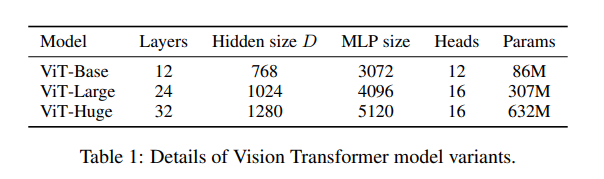 Model Layers Hidden size D MLP size Heads Params
ViT-Base 12 768 3072 12 86M
ViT-Large 24 1024 4096 16 307M
ViT-Huge 32 1280 5120 16 632M
Table 1: Details of Vision Transformer model variants.